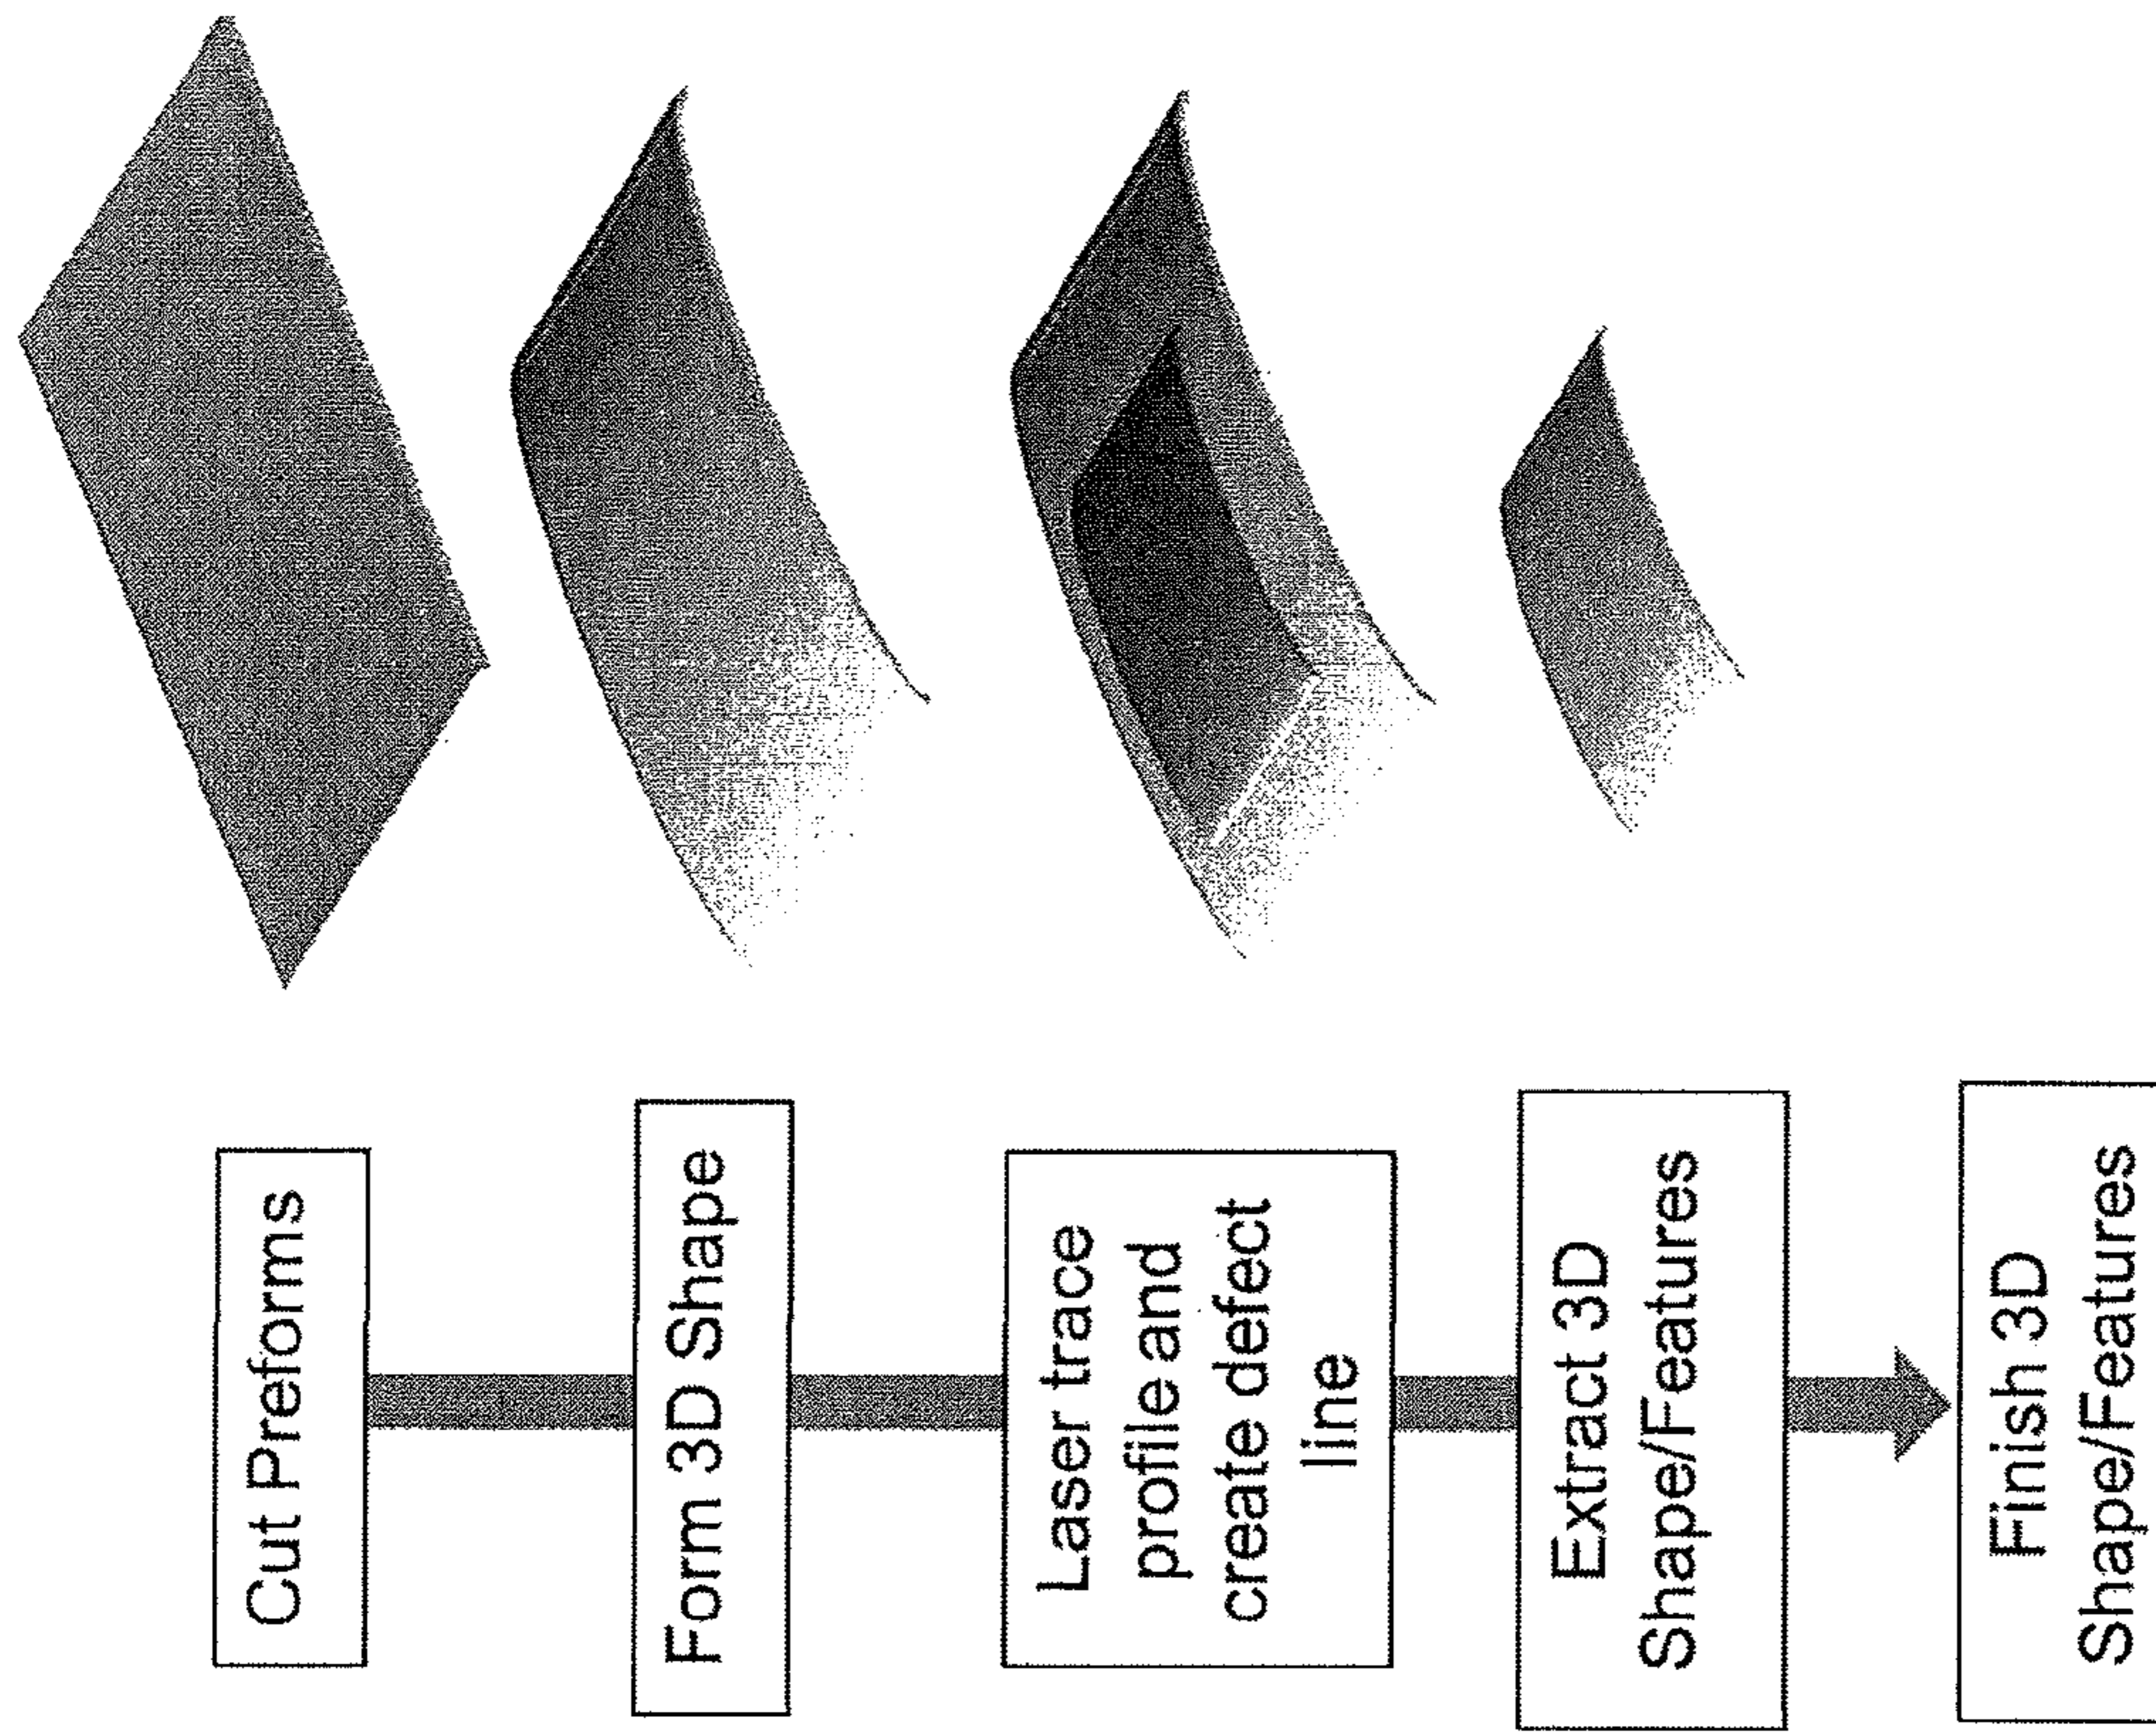 Cut Preforms
Form 3D Shape
Laser trace
profile and
create defect
line
Extract 3D
Shape/Features
Finish 3D
Shape/Features